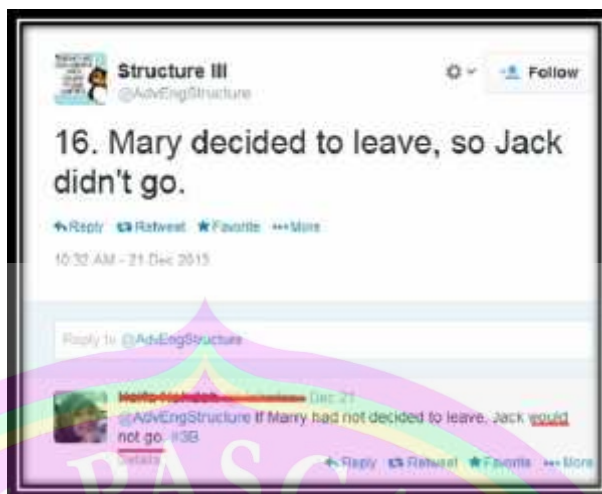 Structure III
@AdvEngStructure
Follow
16. Mary decided to leave, so Jack
didn't go.
Reply Retweet Favorite More
10:32 AM - 21 Dec 2013
Reply to @AdvEngStructure
Dec 21
@AdvEngStructure If Marry had not decided to leave, Jack would
not go. #3B
Details
Reply Retweet Favorite More
PASCA